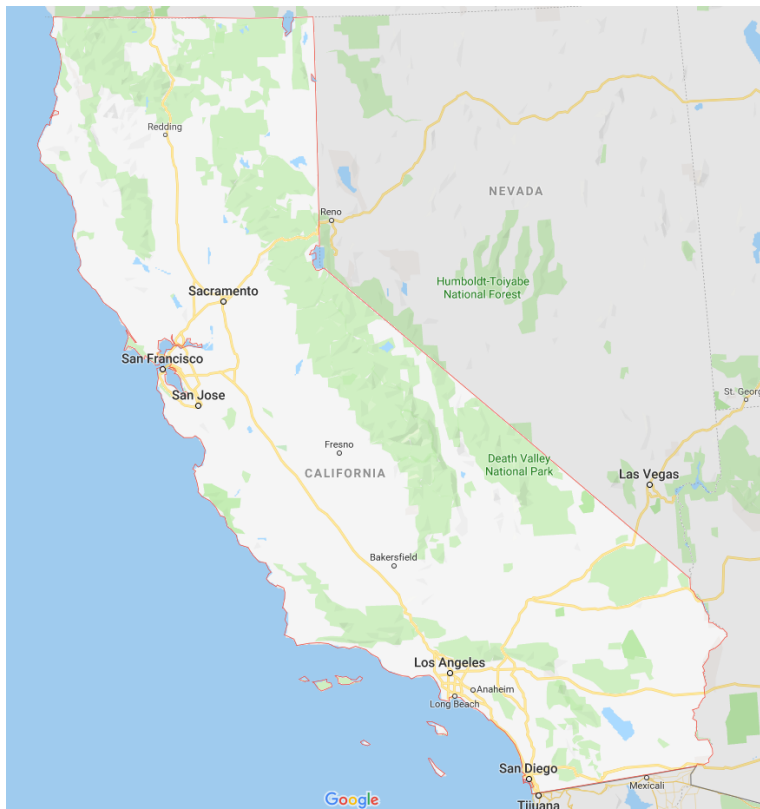 Redding
NEVADA
Reno
Humboldt-Toiyabe
National Forest
Sacramento
San Francisco
San Jose
St. Georg
Fresno
CALIFORNIA
Death Valley
National Park
Las Vegas
Bakersfield
Los Angeles
Anaheim
Long Beach
San Diego
Mexicali
Google
Tijuana